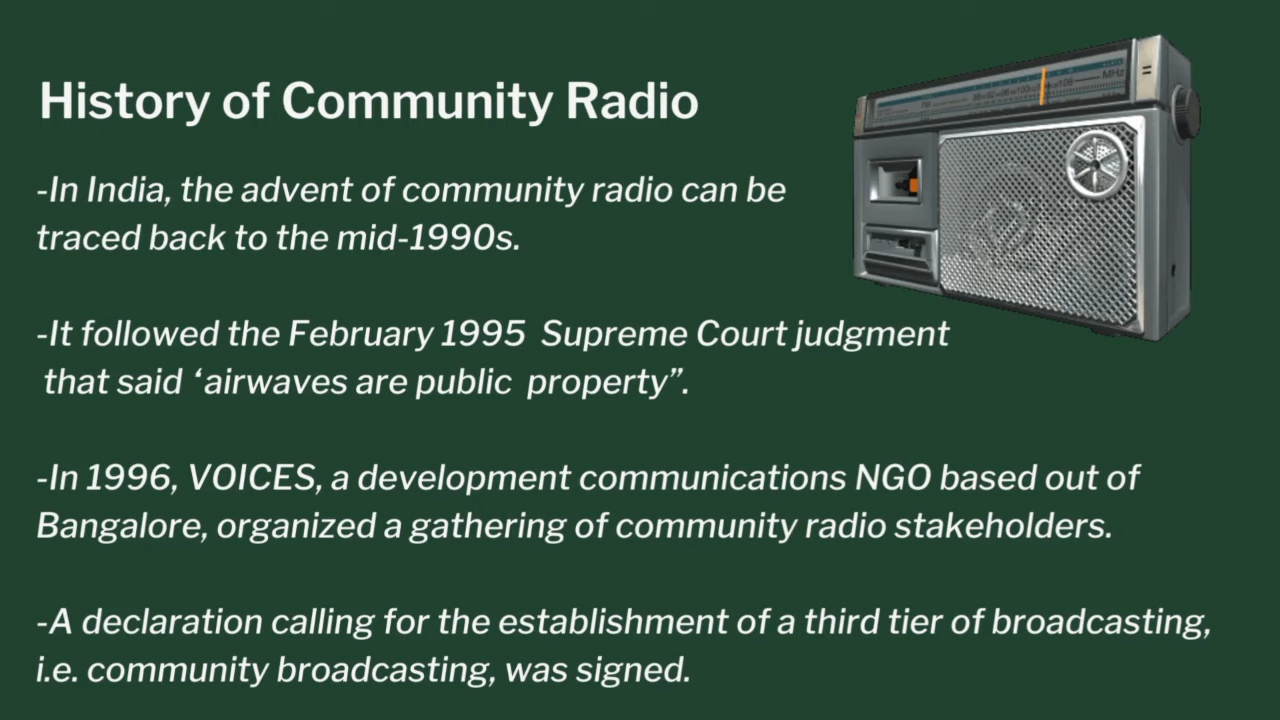 History of Community Radio
-In India, the advent of community radio can be
traced back to the mid-1990s.
-It followed the February 1995 Supreme Court judgment
that said ‘airwaves are public property”.
-In 1996, VOICES, a development communications NGO based out of
Bangalore, organized a gathering of community radio stakeholders.
-A declaration calling for the establishment of a third tier of broadcasting,
i.e. community broadcasting, was signed.
MHz